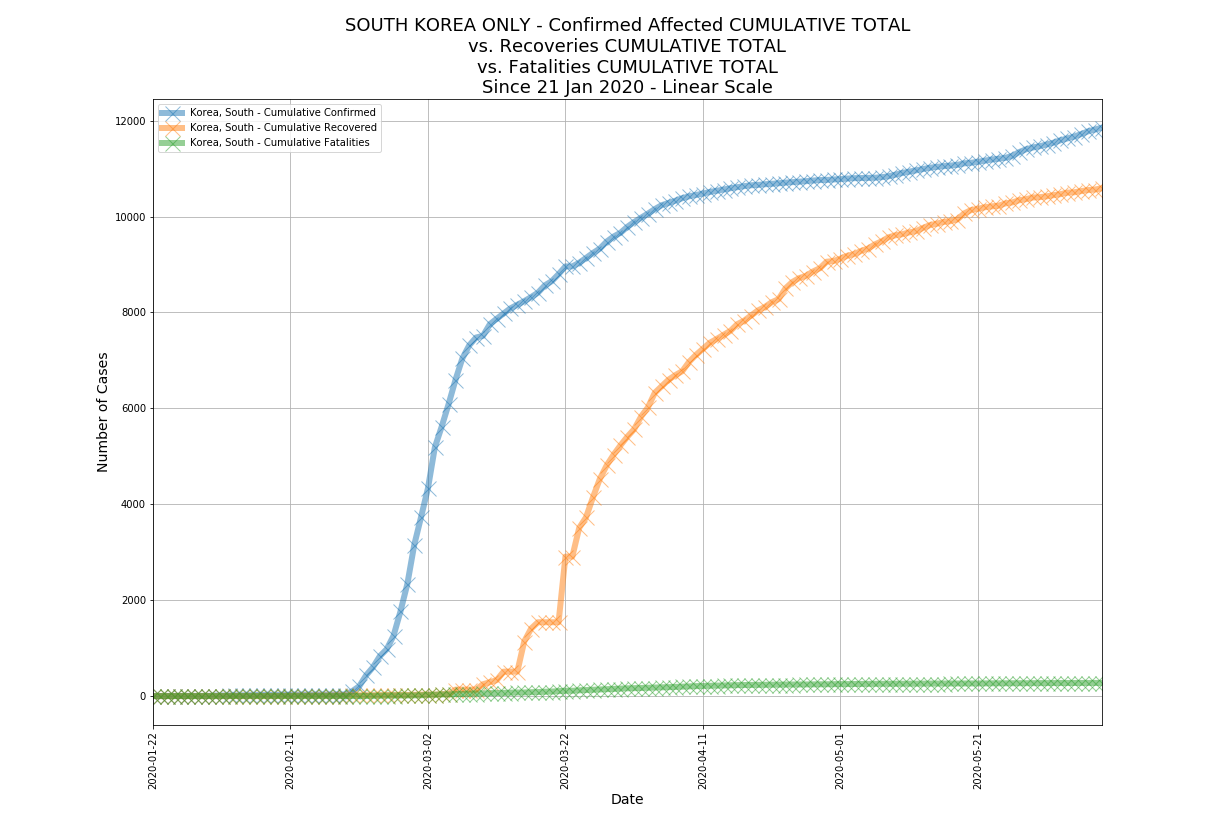 SOUTH KOREA ONLY - Confirmed Affected CUMULATIVE TOTAL
vs. Recoveries CUMULATIVE TOTAL
vs. Fatalities CUMULATIVE TOTAL
Since 21 Jan 2020 - Linear Scale
Korea, South - Cumulative Confirmed
Korea, South - Cumulative Recovered
Korea, South - Cumulative Fatalities
12000
10000
8000
6000
4000
2000
0
Number of Cases
2020-01-22
2020-02-11
2020-03-02
2020-03-22
2020-04-11
2020-05-01
2020-05-21
Date